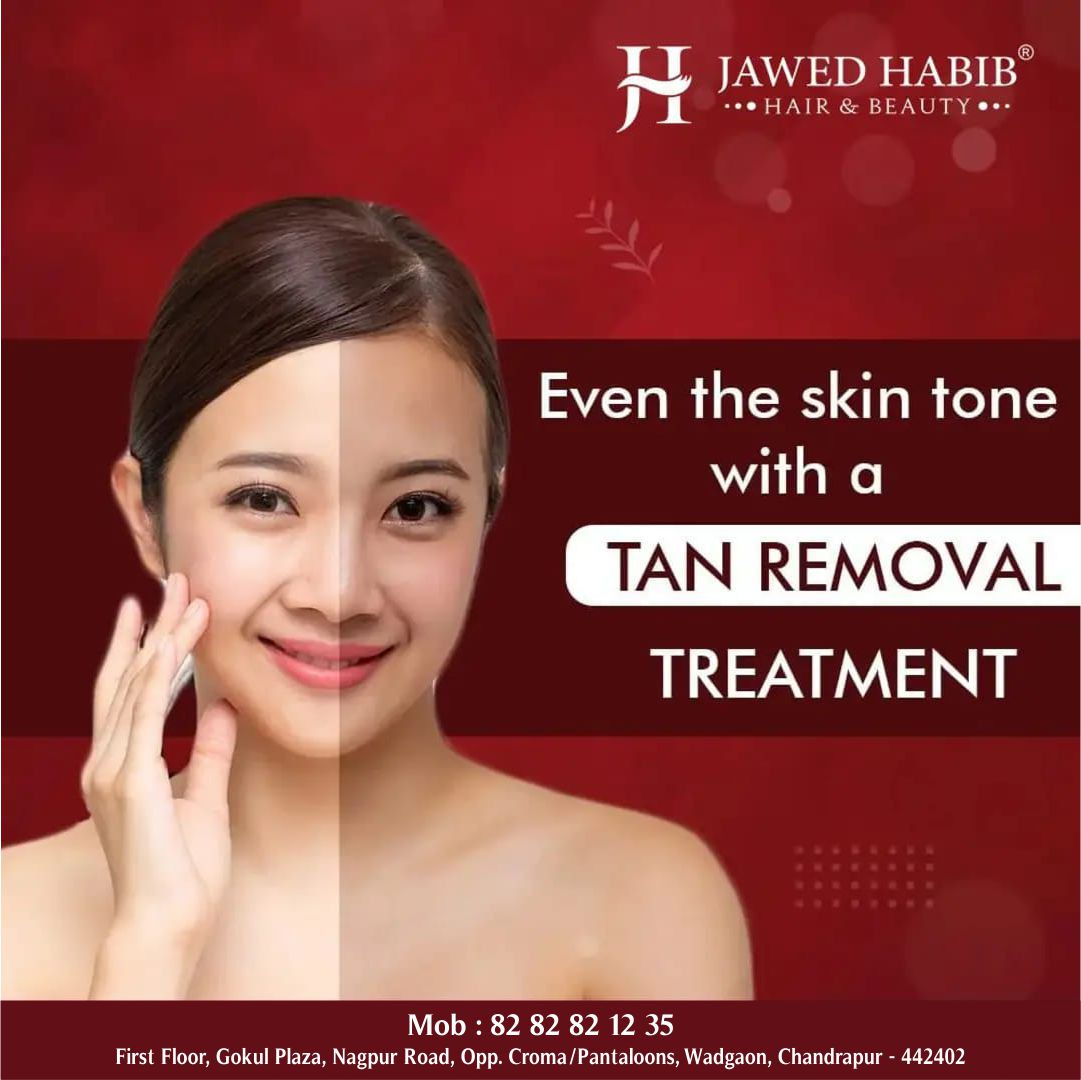 JAWED HABIB®
HAIR & BEAUTY
Even the skin tone
with a
TAN REMOVAL
TREATMENT
Mob : 82 82 82 12 35
First Floor, Gokul Plaza, Nagpur Road, Opp. Croma/Pantaloons, Wadgaon, Chandrapur - 442402